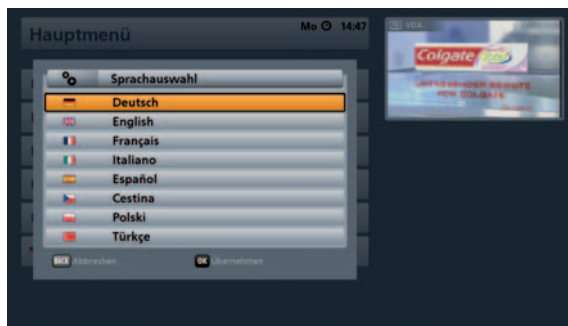 Hauptmenü
Mo 14:47
VOX
Colgate
Sprachauswahl
Deutsch
English
Français
Italiano
Español
Cestina
Polski
Türkçe
BACK Abbrechen
OK Übernehmen